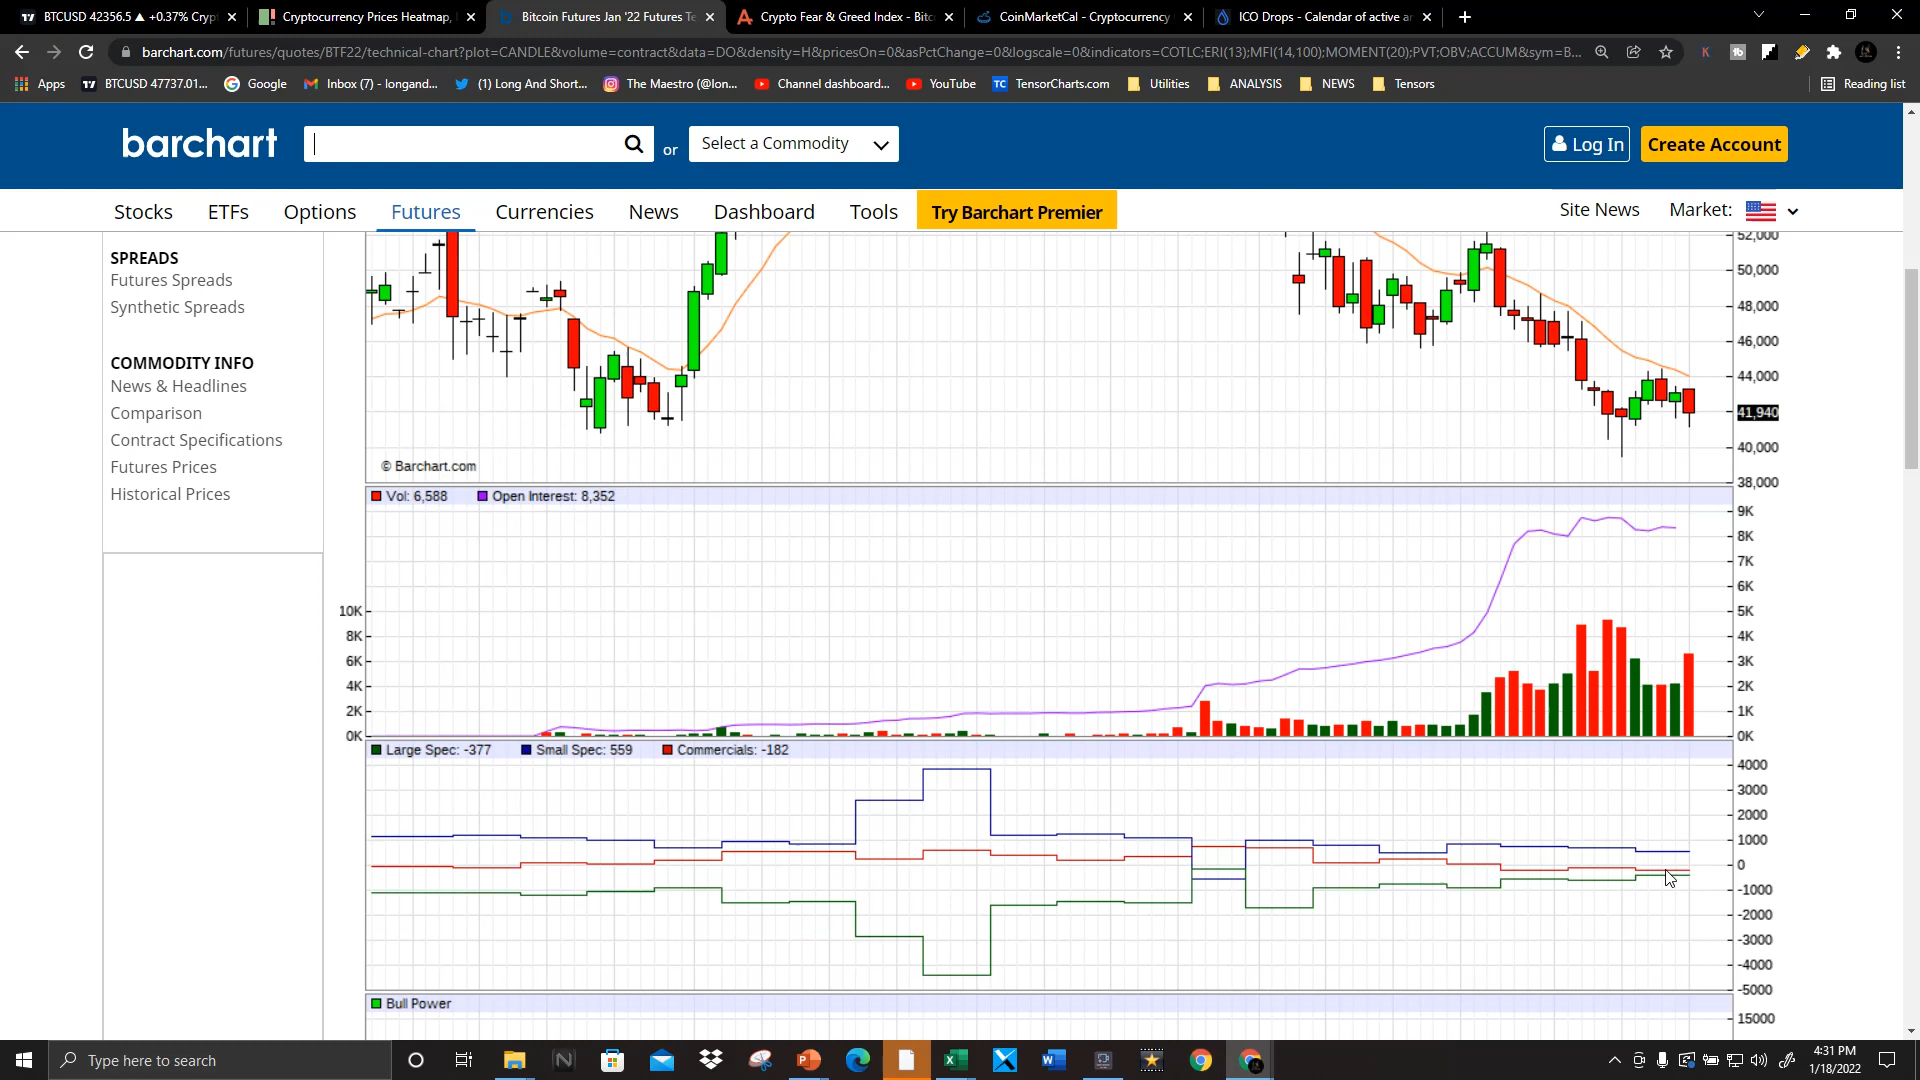 BTCUSD 42356.5 ▲ +0.37% Cryp
Cryptocurrency Prices Heatmap,
Bitcoin Futures Jan '22 Futures Te
Crypto Fear & Greed Index - Bitc
CoinMarketCal - Cryptocurrency
ICO Drops - Calendar of active ar
barchart.com/futures/quotes/BTF22/technical-chart?plot=CANDLE&volume=contract&data=DO&density=H&pricesOn=0&asPctChange=0&logscale=0&indicators=COTLC;ERI(13);MFI(14,100);MOMENT(20);PVT;OBV;ACCUM&sym=B...
Apps
BTCUSD 47737.01...
Google
Inbox (7) - longand...
(1) Long And Short...
The Maestro (@lon...
Channel dashboard...
YouTube
TC TensorCharts.com
Utilities
ANALYSIS
NEWS
Tensors
Reading list
barchart
or
Select a Commodity
Log In
Create Account
Stocks
ETFs
Options
Futures
Currencies
News
Dashboard
Tools
Try Barchart Premier
Site News
Market:
SPREADS
Futures Spreads
Synthetic Spreads
COMMODITY INFO
News & Headlines
Comparison
Contract Specifications
Futures Prices
Historical Prices
52,000
50,000
48,000
46,000
44,000
41,940
40,000
38,000
© Barchart.com
Vol: 6,588
Open Interest: 8,352
9K
8K
7K
6K
5K
4K
3K
2K
1K
0K
10K
8K
6K
4K
2K
0K
Large Spec: -377
Small Spec: 559
Commercials: -182
4000
3000
2000
1000
0
-1000
-2000
-3000
-4000
-5000
Bull Power
15000
Type here to search
4:31 PM
1/18/2022